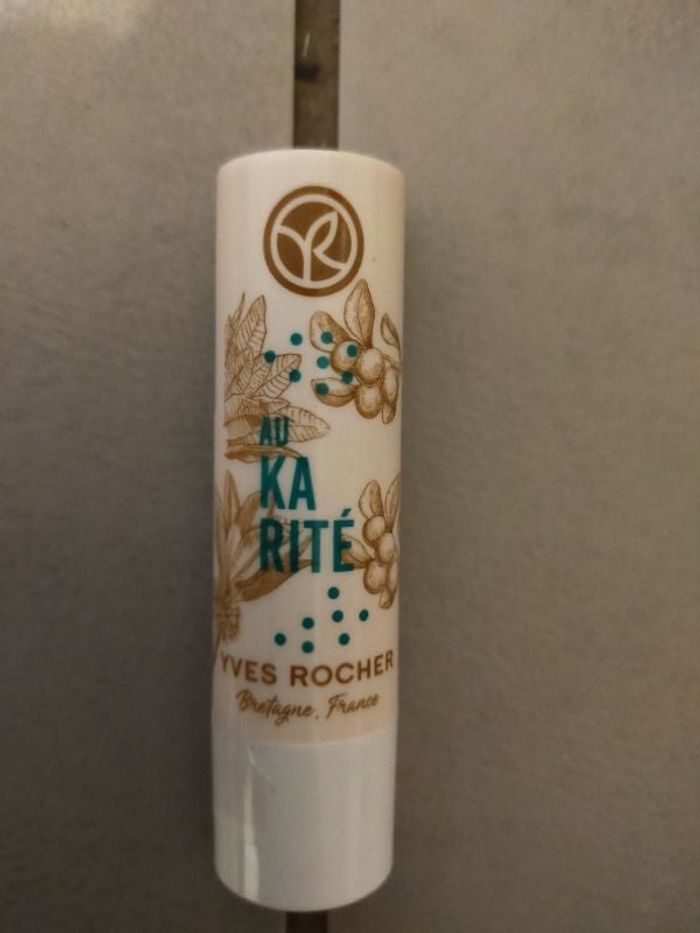 AU
KA
RITÉ
YVES ROCHER
Bretagne, France